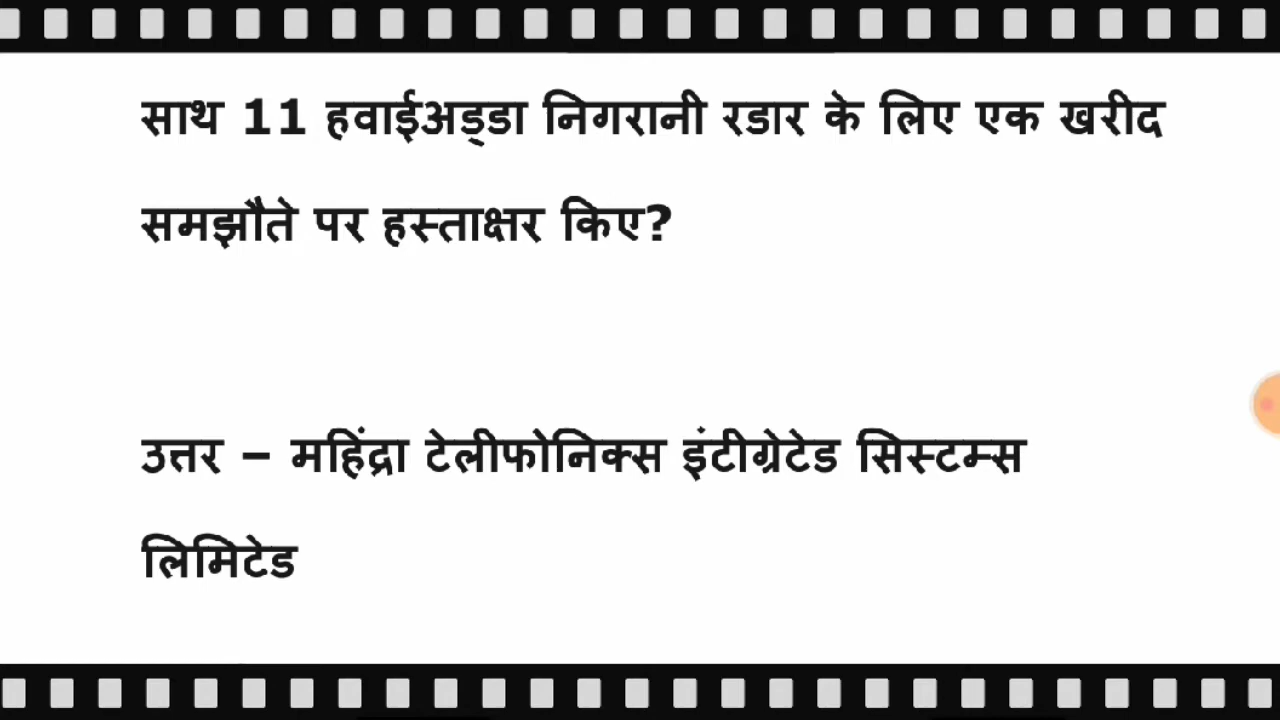 साथ 11 हवाईअड्डा निगरानी रडार के लिए एक खरीद
समझौते पर हस्ताक्षर किए?
उत्तर – महिंद्रा टेलीफोनिक्स इंटीग्रेटेड सिस्टम्स
लिमिटेड